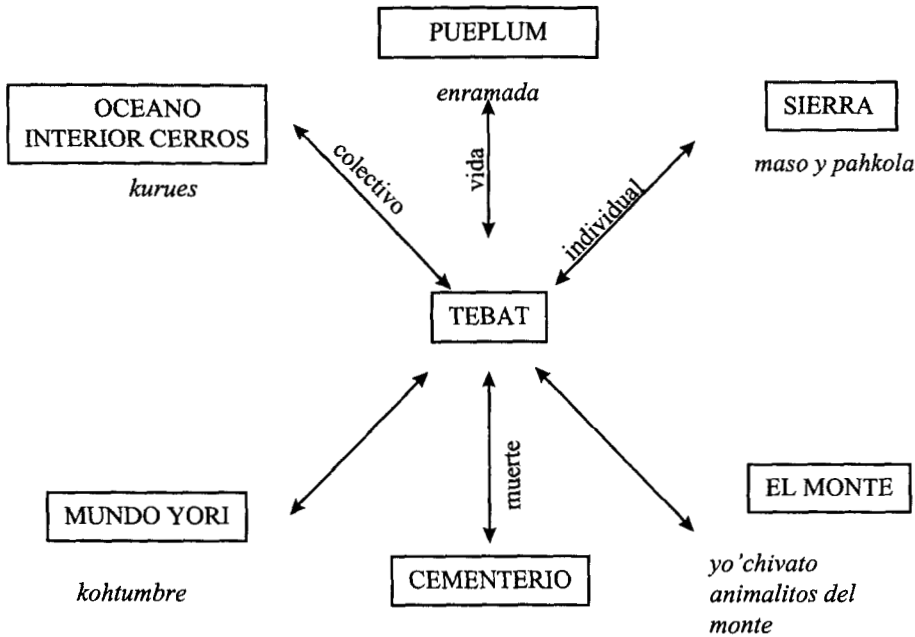 PUEPLUM
enramada
OCEANO
INTERIOR CERROS
kurues
SIERRA
maso y pahkola
colectivo
vida
individual
TEBAT
muerte
MUNDO YORI
kohtumbre
CEMENTERIO
EL MONTE
yo'chivato
animalitos del
monte